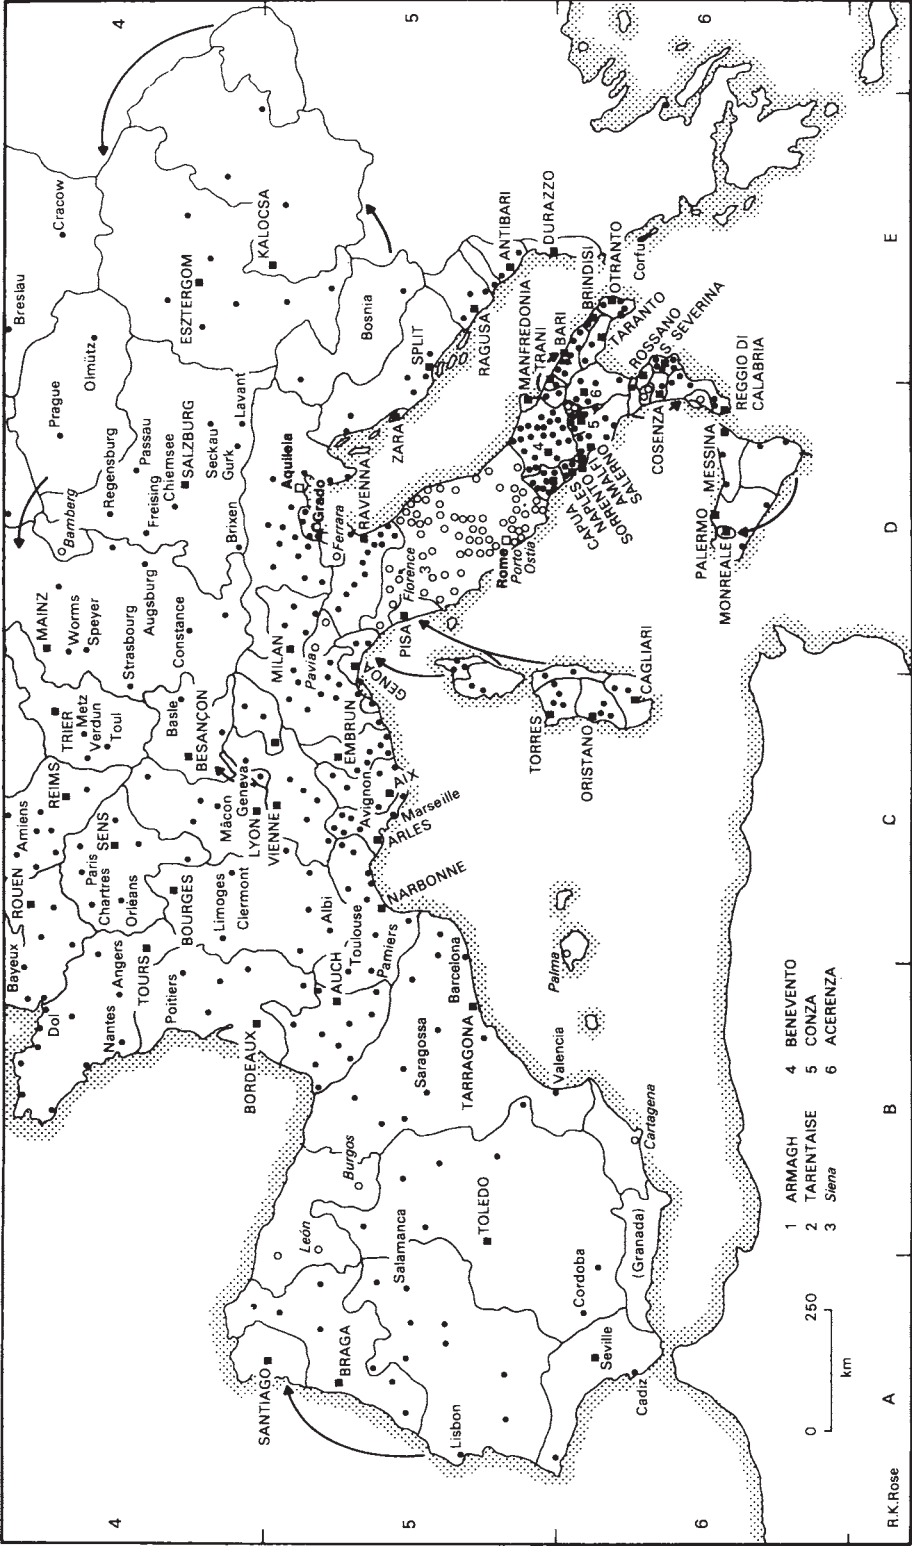 4
Bayeux
ROUEN
Amiens
REIMS
TRIER
MAINZ
Bamberg
Prague
Breslau
Cracow
4
Dol
Nantes
Angers
TOURS
Poitiers
Chartres
Paris
Orléans
SENS
Metz
Verdun
Toul
Worms
Speyer
Strasbourg
Augsburg
Regensburg
Freising
Passau
Chiemsee
SALZBURG
Olmütz
ESZTERGOM
BOURGES
Limoges
Clermont
Mâcon
Geneva
LYON
VIENNE
Basle
BESANÇON
Constance
Brixen
Seckau
Gurk
Lavant
KALOCSA
BORDEAUX
SANTIAGO
León
BRAGA
Burgos
Salamanca
AUCH
Albi
Toulouse
Pamiers
NARBONNE
Avignon
EMBRUN
AIX
Marseille
ARLES
MILAN
Pavia
GENOA
Aquileia
Grado
Ferrara
RAVENNA
ZARA
Bosnia
SPLIT
RAGUSA
ANTIBARI
DURAZZO
5
Florence
3
PISA
Rome
Porto
Ostia
5
Lisbon
TOLEDO
Saragossa
TARRAGONA
Barcelona
Valencia
Palma
TORRES
ORISTANO
CAGLIARI
MANFREDONIA
TRANI
BARI
BRINDISI
OTRANTO
TARANTO
Corfu
4
5
6
CAPUA
NAPLES
SORRENTO
AMALFI
SALERNO
ROSSANO
S. SEVERINA
COSENZA
REGGIO DI
CALABRIA
MESSINA
PALERMO
MONREALE
Cordoba
Seville
Cadiz
(Granada)
Cartagena
6
1 ARMAGH
2 TARENTAISE
3 Siena
4 BENEVENTO
5 CONZA
6 ACERENZA
6
0 250
km
R.K.Rose
A
B
C
D
E